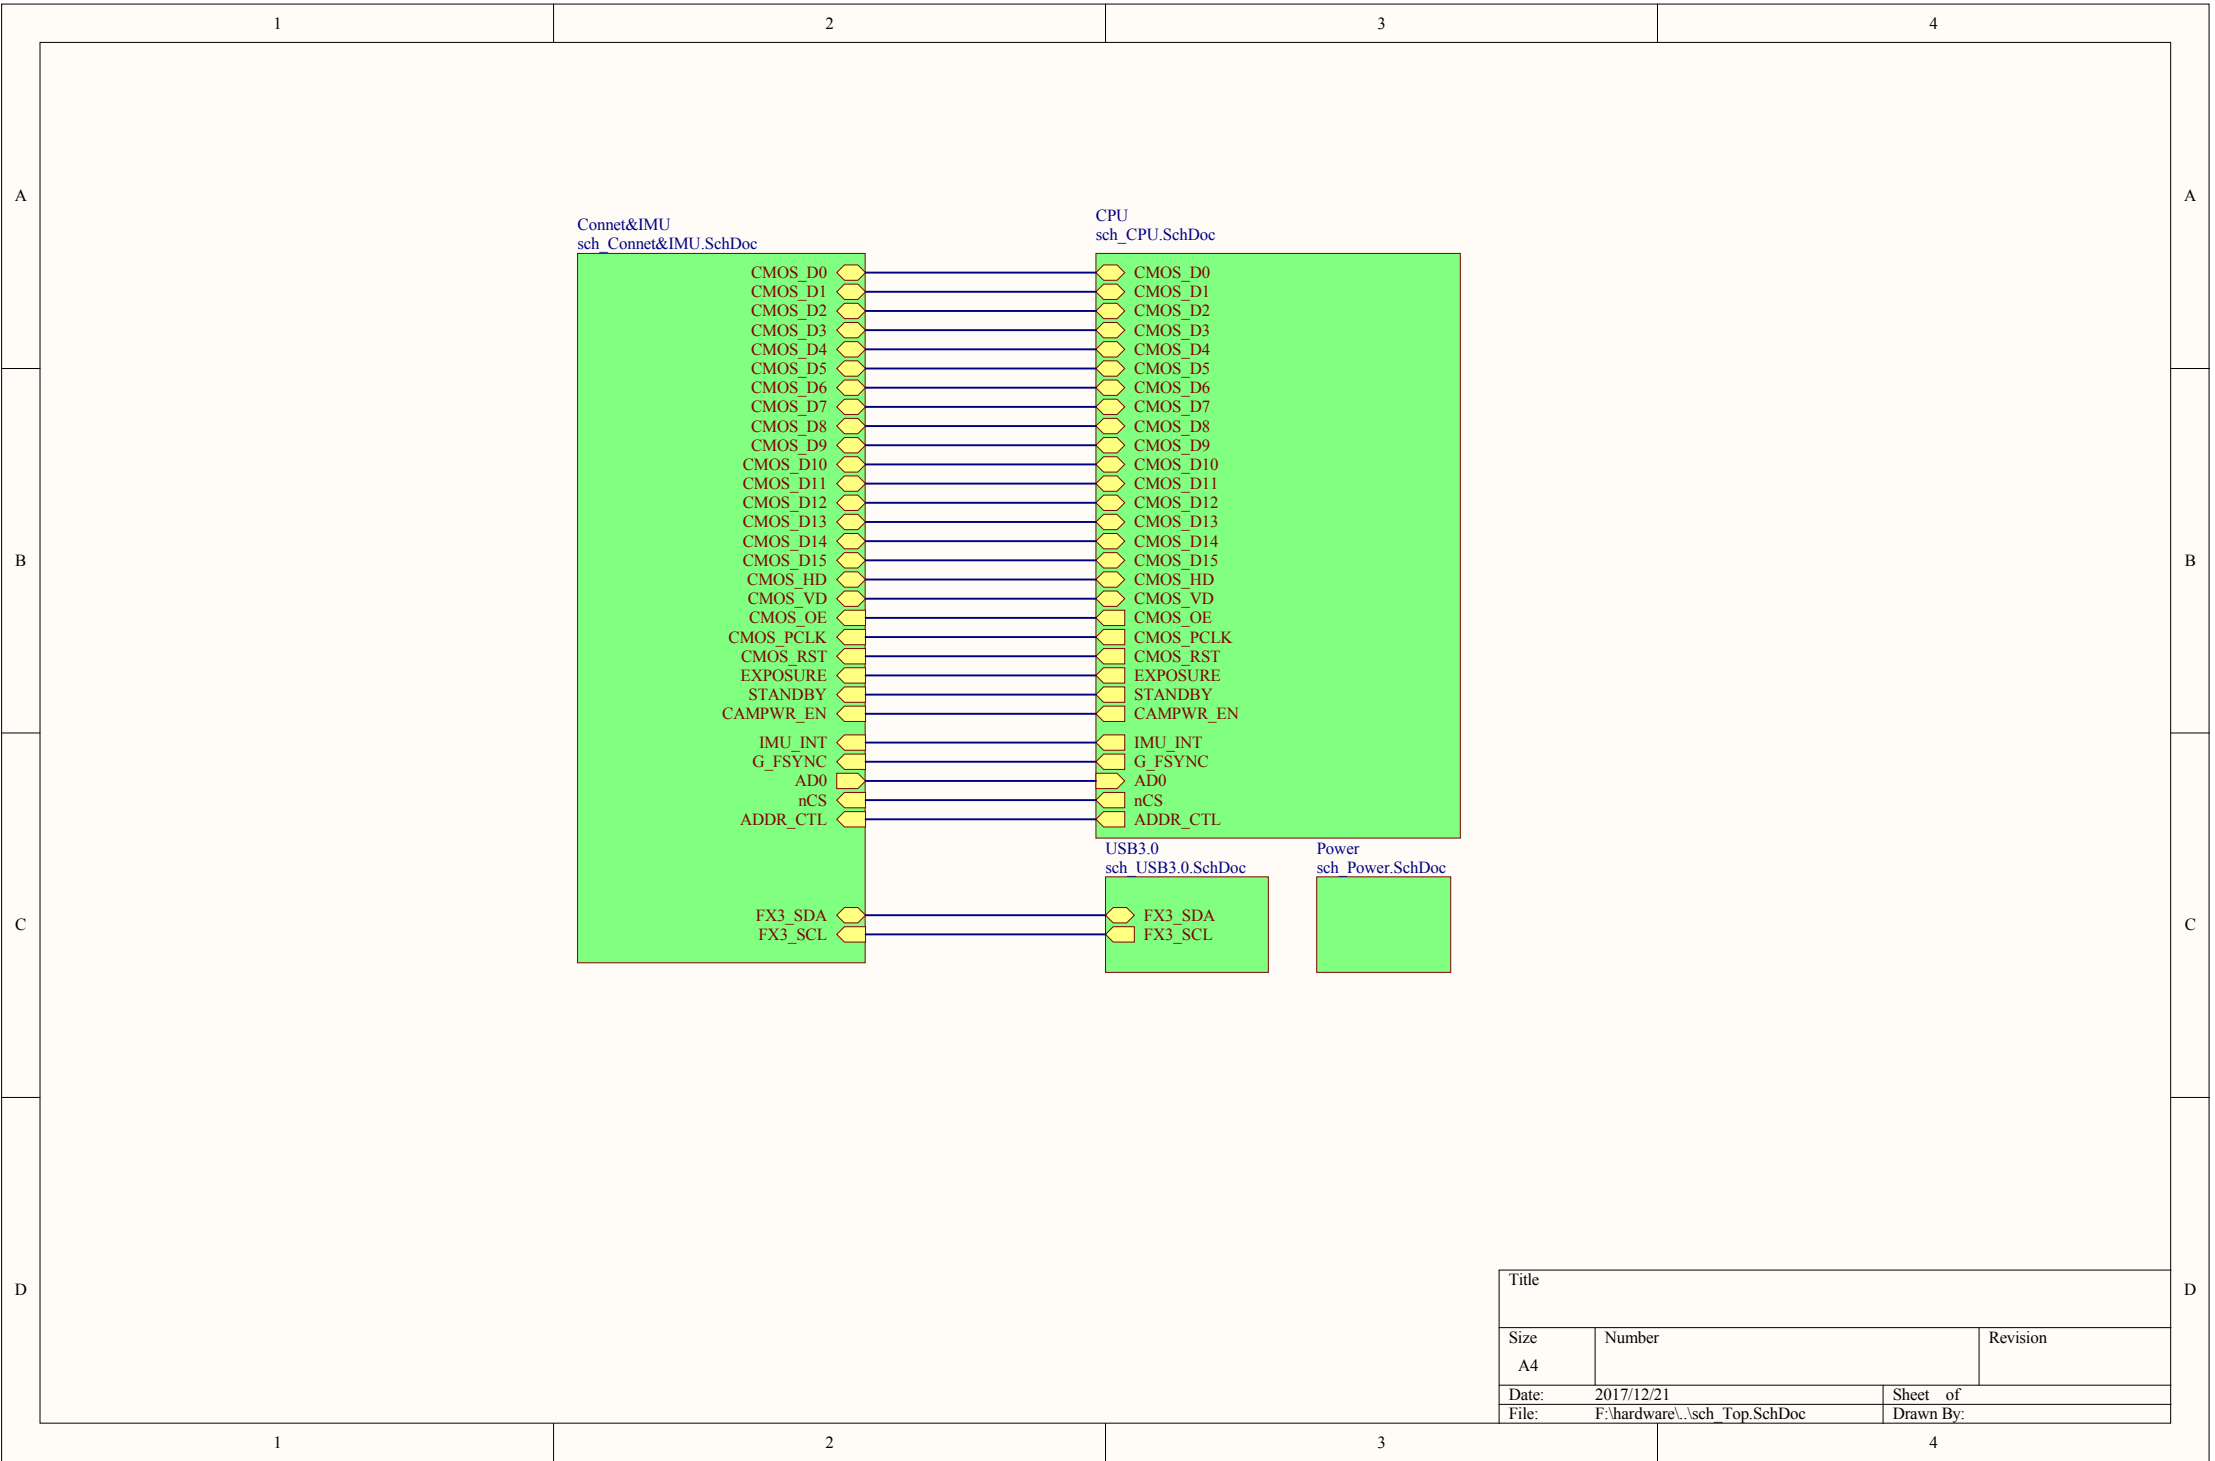 1 2 3 4
A A
Connet&IMU
sch_Connet&IMU.SchDoc
CPU
sch_CPU.SchDoc
CMOS_D0 CMOS_D0
CMOS_D1 CMOS_D1
CMOS_D2 CMOS_D2
CMOS_D3 CMOS_D3
CMOS_D4 CMOS_D4
CMOS_D5 CMOS_D5
CMOS_D6 CMOS_D6
CMOS_D7 CMOS_D7
CMOS_D8 CMOS_D8
CMOS_D9 CMOS_D9
CMOS_D10 CMOS_D10
CMOS_D11 CMOS_D11
CMOS_D12 CMOS_D12
CMOS_D13 CMOS_D13
CMOS_D14 CMOS_D14
B B
CMOS_D15 CMOS_D15
CMOS_HD CMOS_HD
CMOS_VD CMOS_VD
CMOS_OE CMOS_OE
CMOS_PCLK CMOS_PCLK
CMOS_RST CMOS_RST
EXPOSURE EXPOSURE
STANDBY STANDBY
CAMPWR_EN CAMPWR_EN
IMU_INT IMU_INT
G_FSYNC G_FSYNC
AD0 AD0
nCS nCS
ADDR_CTL ADDR_CTL
USB3.0
sch_USB3.0.SchDoc
Power
sch_Power.SchDoc
FX3_SDA FX3_SDA
C C
FX3_SCL FX3_SCL
D D
Title
Size Number Revision
A4
Date: 2017/12/21 Sheet of
File: F:\hardware\..\sch_Top.SchDoc Drawn By:
1 2 3 4